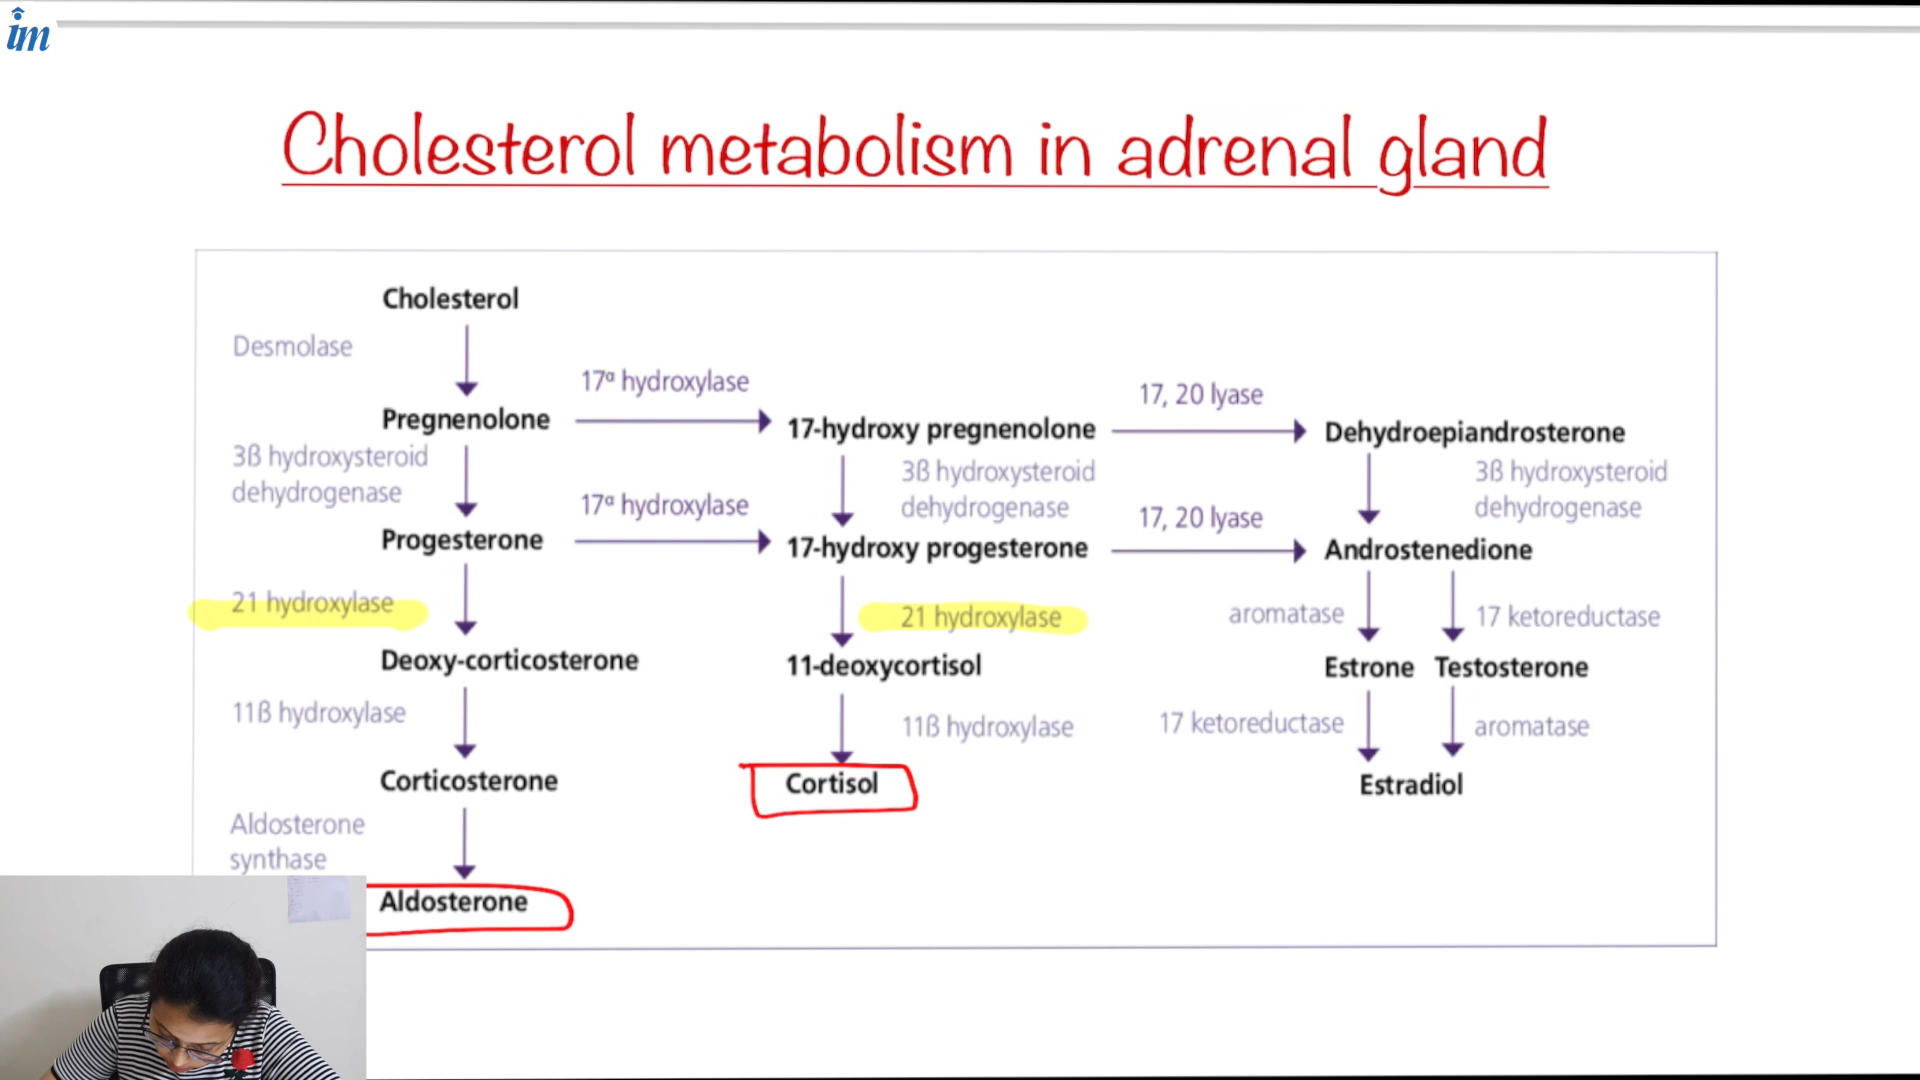 im
Cholesterol metabolism in adrenal gland
Cholesterol
Desmolase
17α hydroxylase
17, 20 lyase
Pregnenolone
17-hydroxy pregnenolone
Dehydroepiandrosterone
3ß hydroxysteroid
dehydrogenase
3ß hydroxysteroid
dehydrogenase
3ß hydroxysteroid
dehydrogenase
17α hydroxylase
17, 20 lyase
Progesterone
17-hydroxy progesterone
Androstenedione
21 hydroxylase
21 hydroxylase
aromatase
17 ketoreductase
Deoxy-corticosterone
11-deoxycortisol
Estrone
Testosterone
11ß hydroxylase
11ß hydroxylase
17 ketoreductase
aromatase
Corticosterone
Cortisol
Estradiol
Aldosterone
synthase
Aldosterone